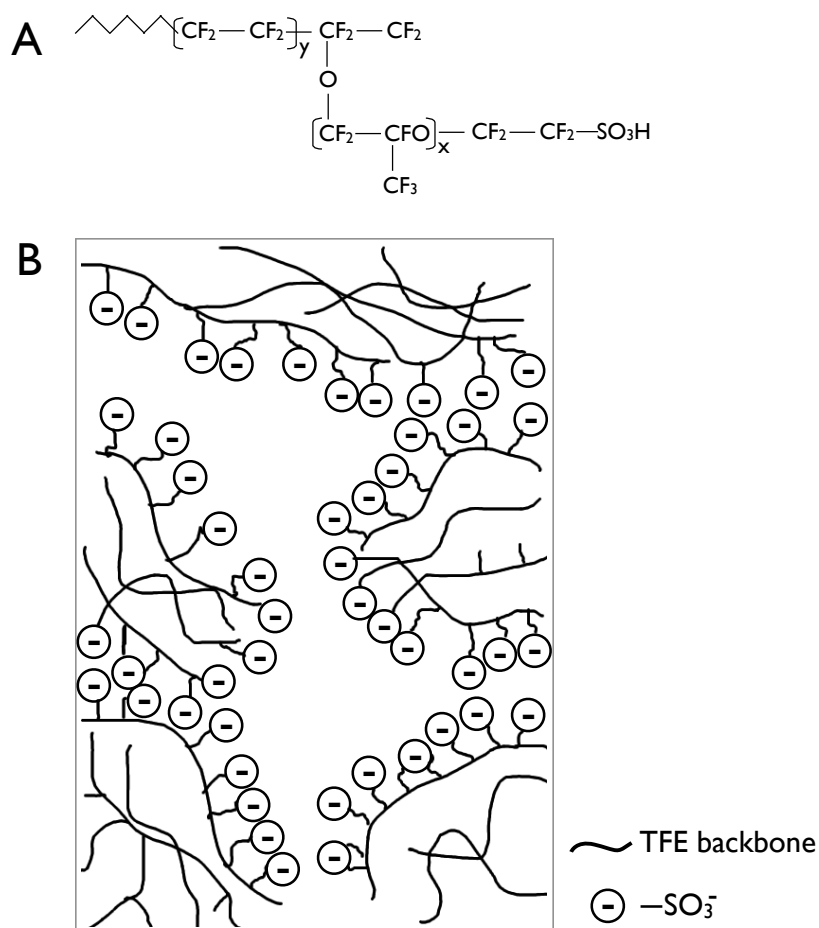 A
CF₂ — CF₂ y CF₂ — CF₂
O
CF₂ — CFO x — CF₂ — CF₂ — SO₃H
CF₃
B
TFE backbone
—SO₃⁻